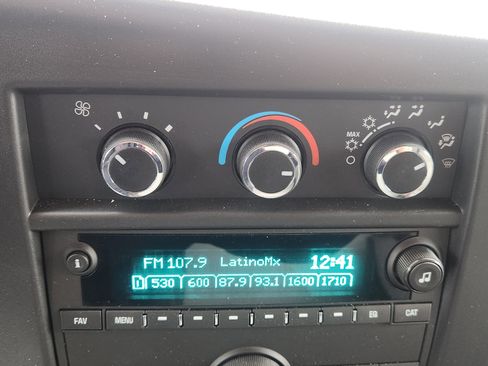 MAX
FM 107.9 LatinoMx 12:41
1 530 600 87.9 93.1 1600 1710
i
FAV MENU EQ CAT